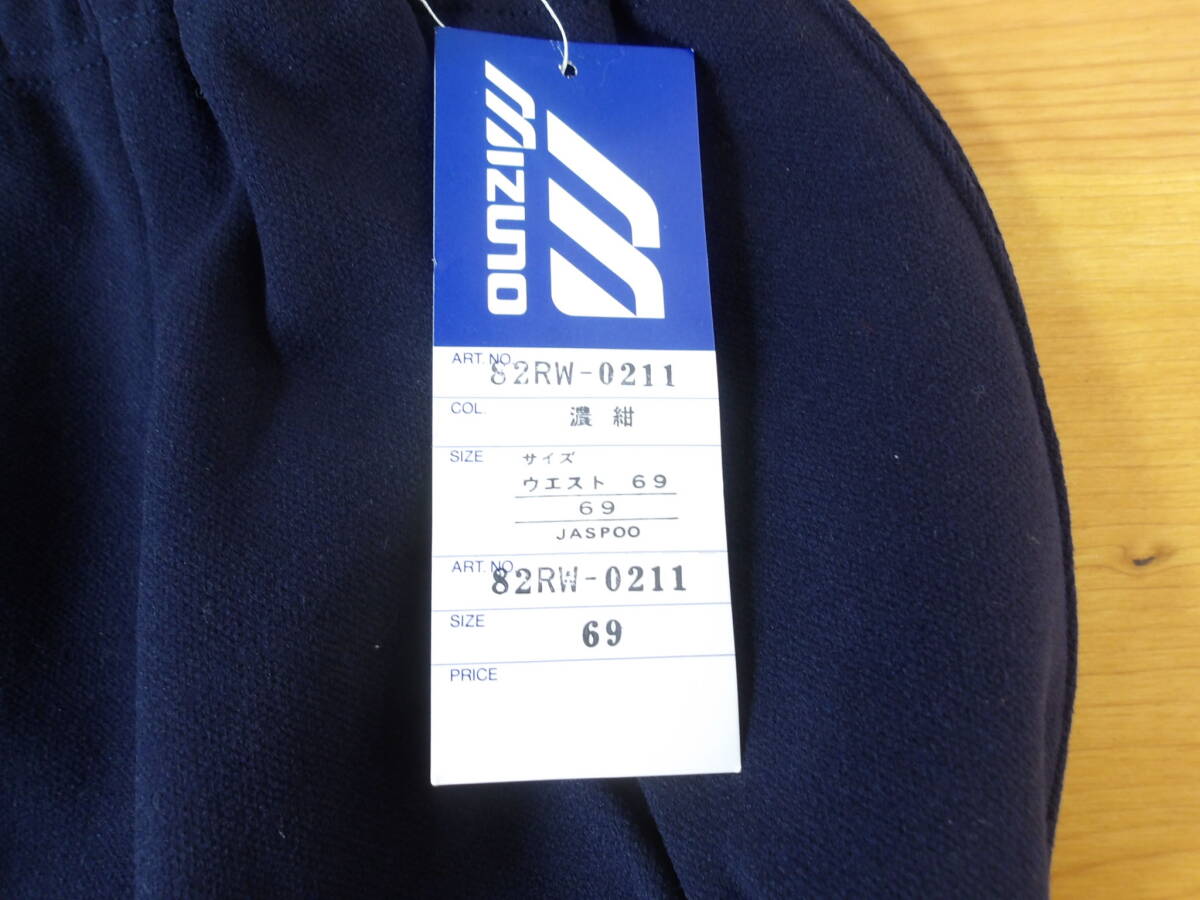 MIZUNO
ART. NO.
82RW-0211
COL.
濃紺
SIZE
サイズ
ウエスト 69
69
JASPOO
ART. NO.
82RW-0211
SIZE
69
PRICE